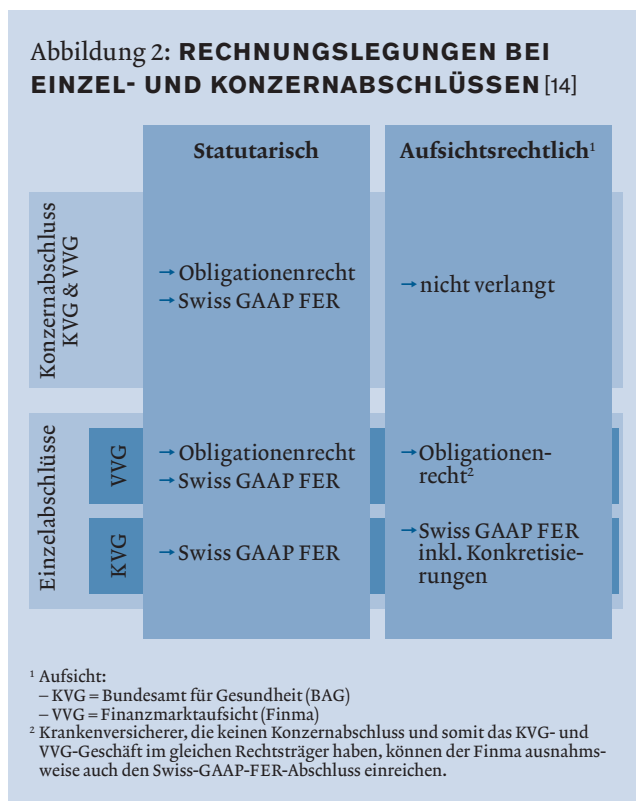 Abbildung 2: RECHNUNGSLEGUNGEN BEI
EINZEL- UND KONZERNABSCHLÜSSEN [14]
Statutarisch
Aufsichtsrechtlich¹
Konzernabschluss
KVG & VVG
→ Obligationenrecht
→ Swiss GAAP FER
→ nicht verlangt
Einzelabschlüsse
VVG
→ Obligationenrecht
→ Swiss GAAP FER
→ Obligationen-
recht²
KVG
→ Swiss GAAP FER
→ Swiss GAAP FER
inkl. Konkretisie-
rungen
¹ Aufsicht:
– KVG = Bundesamt für Gesundheit (BAG)
– VVG = Finanzmarktaufsicht (Finma)
² Krankenversicherer, die keinen Konzernabschluss und somit das KVG- und
VVG-Geschäft im gleichen Rechtsträger haben, können der Finma ausnahms-
weise auch den Swiss-GAAP-FER-Abschluss einreichen.